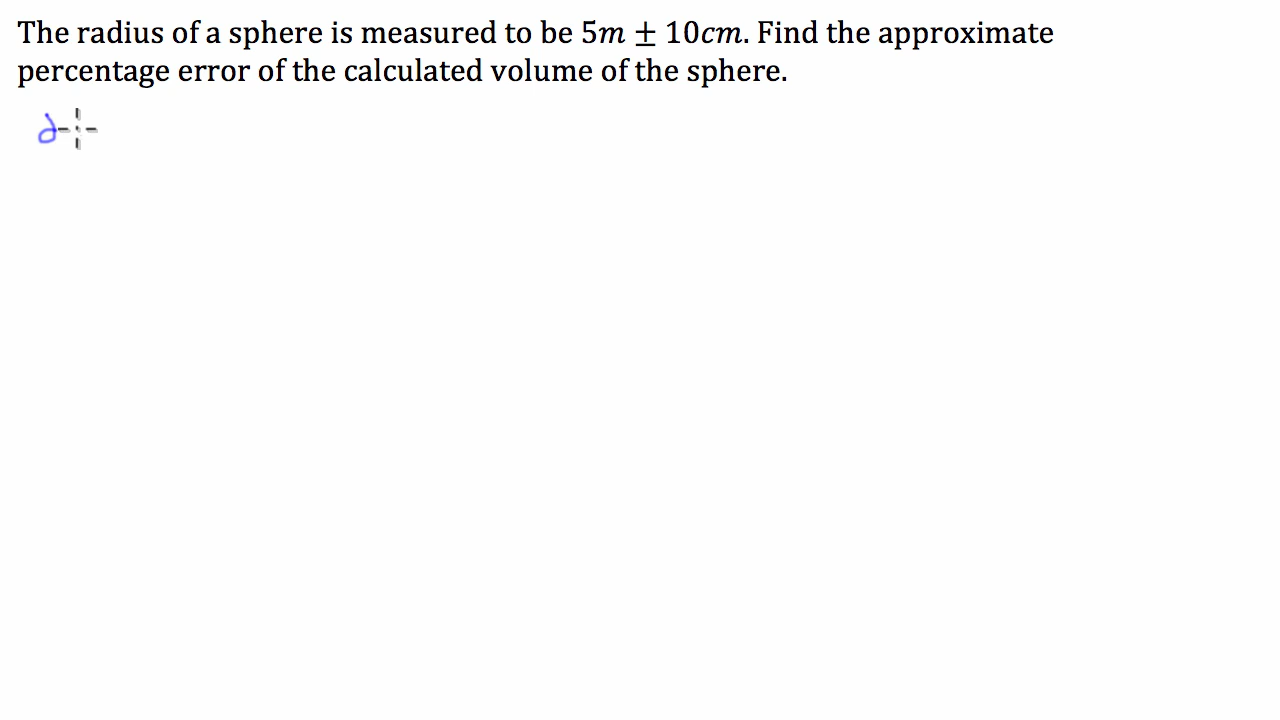 The radius of a sphere is measured to be 5m ± 10cm. Find the approximate
percentage error of the calculated volume of the sphere.